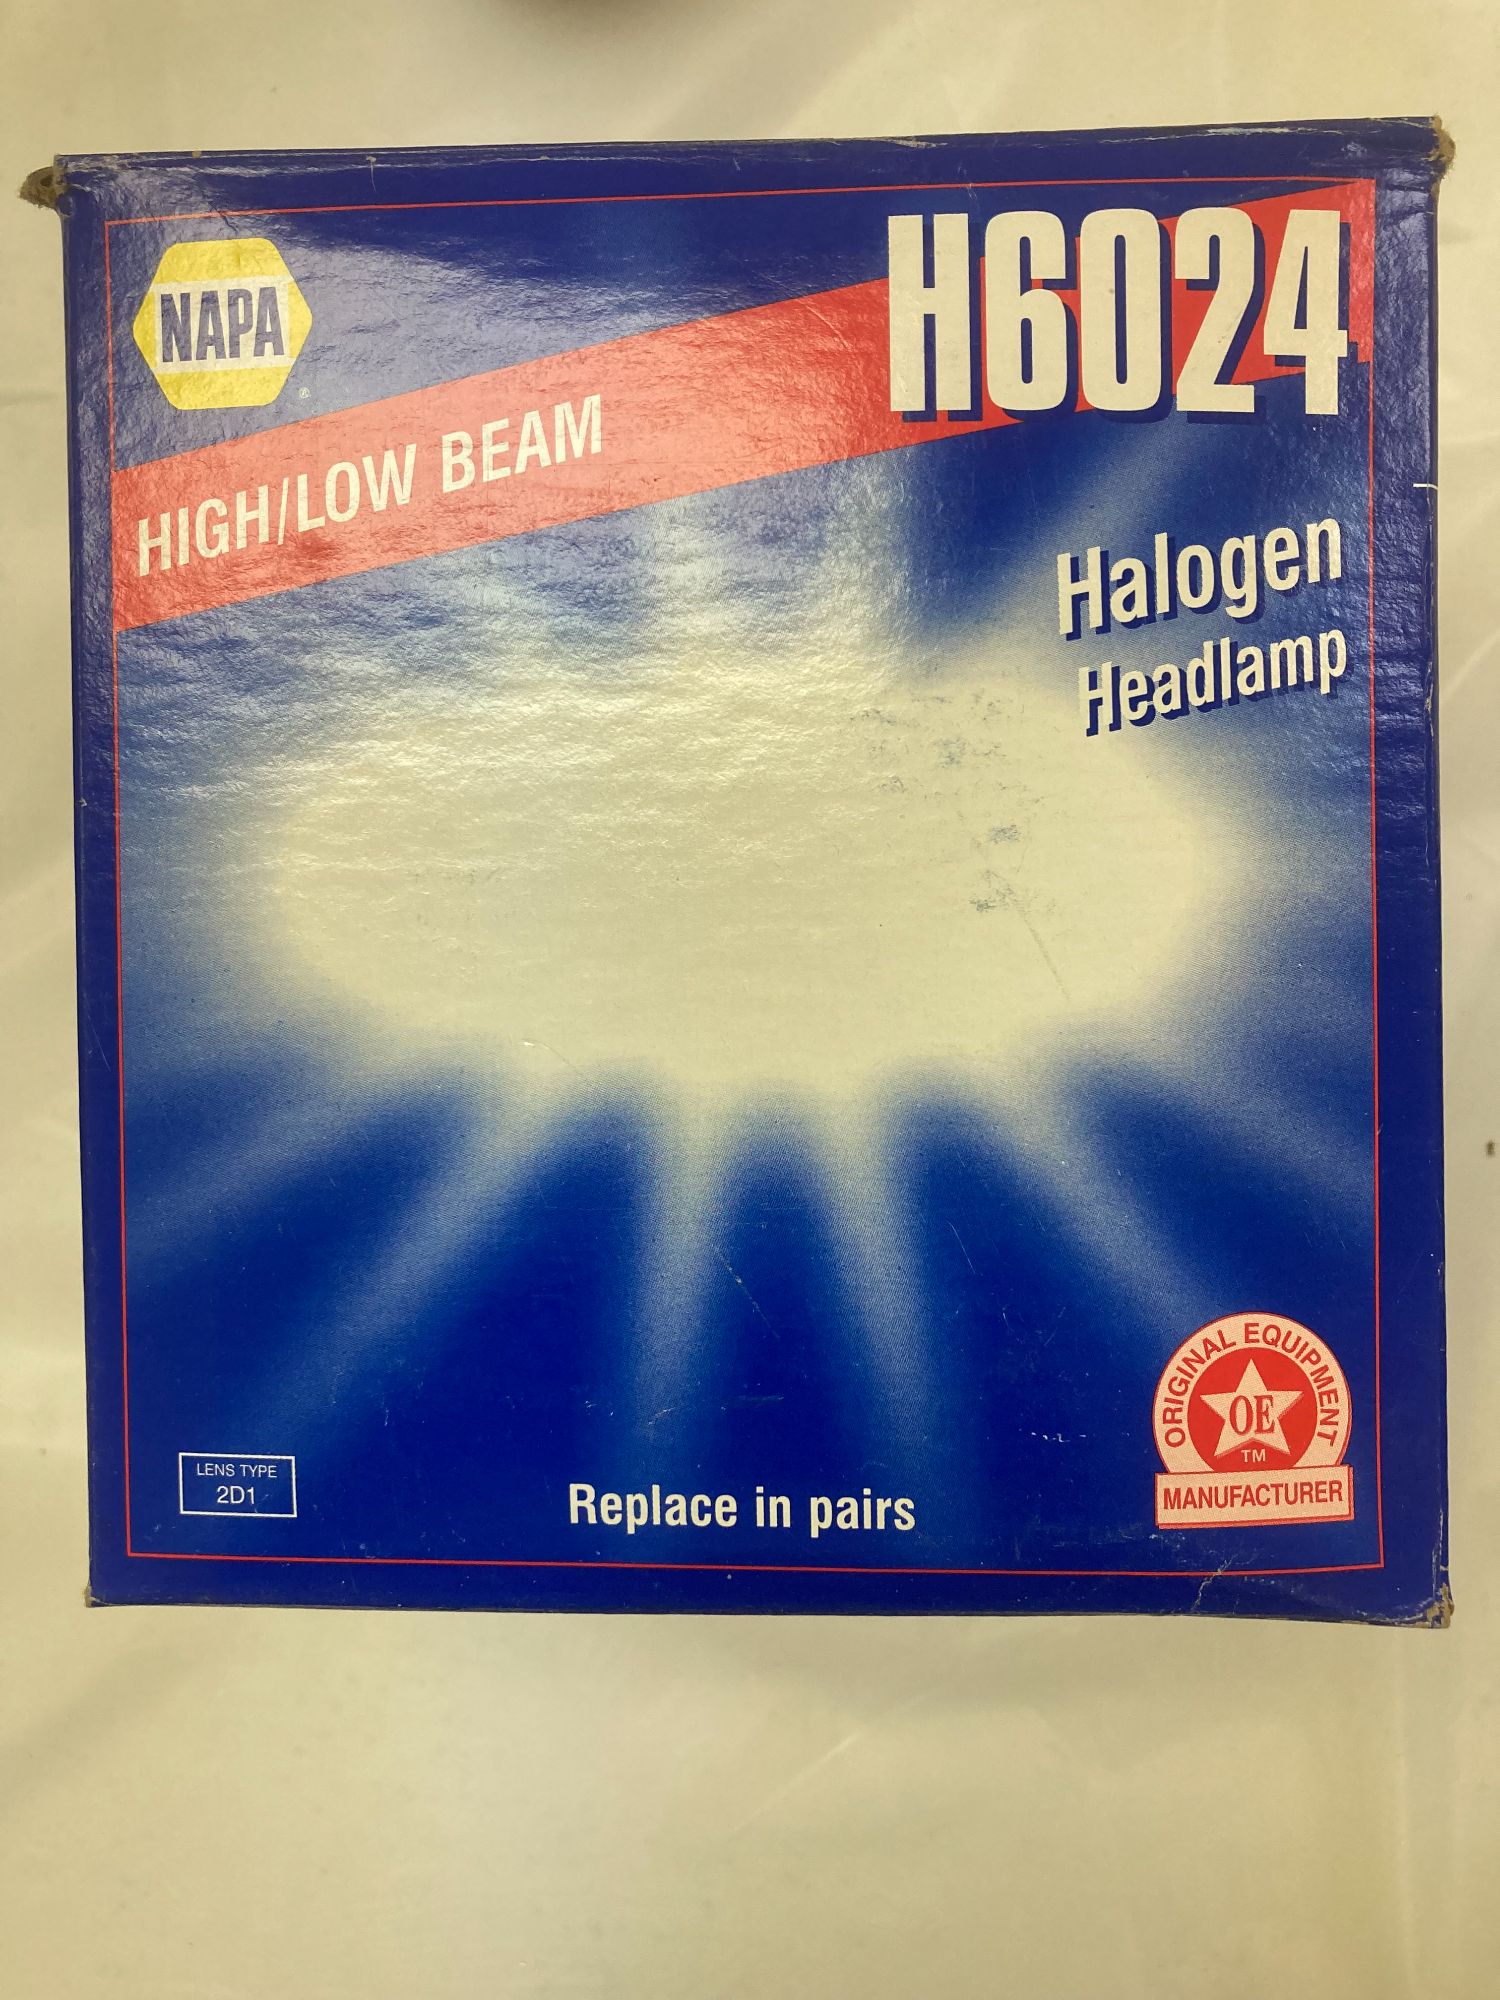 NAPA
®
H6024
HIGH/LOW BEAM
Halogen
Headlamp
LENS TYPE
2D1
Replace in pairs
ORIGINAL EQUIPMENT
OE
TM
MANUFACTURER